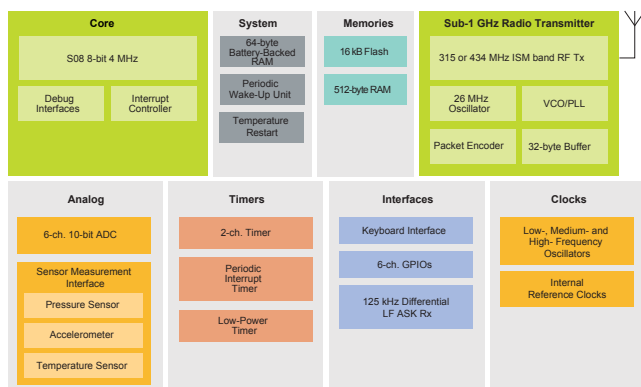 Core
S08 8-bit 4 MHz
Debug
Interfaces
Interrupt
Controller
System
64-byte
Battery-Backed
RAM
Periodic
Wake-Up Unit
Temperature
Restart
Memories
16 kB Flash
512-byte RAM
Sub-1 GHz Radio Transmitter
315 or 434 MHz ISM band RF Tx
26 MHz
Oscillator
VCO/PLL
Packet Encoder
32-byte Buffer
Analog
6-ch. 10-bit ADC
Sensor Measurement
Interface
Pressure Sensor
Accelerometer
Temperature Sensor
Timers
2-ch. Timer
Periodic
Interrupt
Timer
Low-Power
Timer
Interfaces
Keyboard Interface
6-ch. GPIOs
125 kHz Differential
LF ASK Rx
Clocks
Low-, Medium- and
High- Frequency
Oscillators
Internal
Reference Clocks